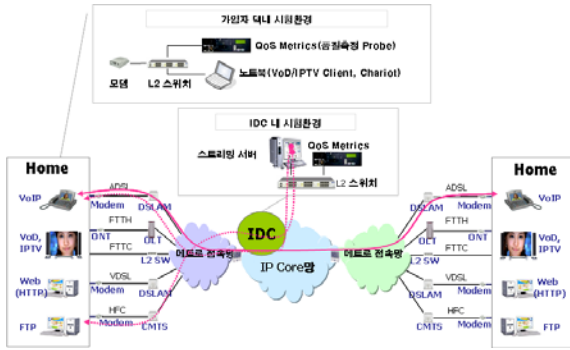 가입자 댁내 시험환경
QoS Metrics(품질측정 Probe)
모뎀
L2 스위치
노트북(VoD/IPTV Client, Chariot)
IDC 내 시험환경
스트리밍 서버
QoS Metrics
L2 스위치
Home
VoIP
ADSL
Modem
DSLAM
VoD,
IPTV
FTTH
ONT
OLT
FTTC
L2 SW
Web
(HTTP)
VDSL
Modem
DSLAM
FTP
HFC
Modem
CMTS
메트로 접속망
IDC
IP Core망
메트로 접속망
Home
ADSL
VoIP
DSLAM
Modem
FTTH
VoD,
IPTV
OLT
ONT
FTTC
L2 SW
VDSL
Web
(HTTP)
DSLAM
Modem
HFC
FTP
CMTS
Modem